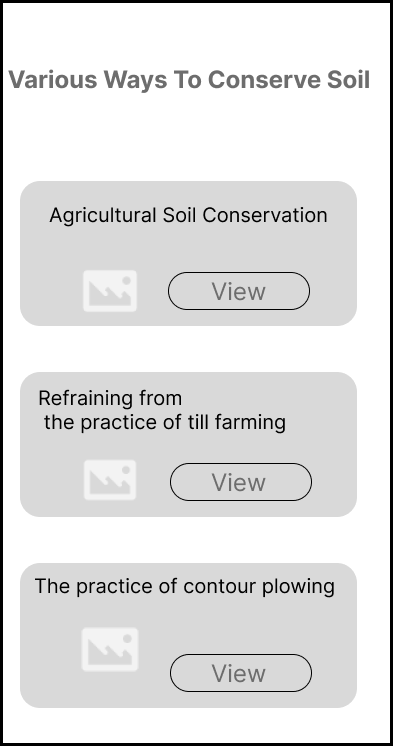 Various Ways To Conserve Soil
Agricultural Soil Conservation
View
Refraining from
the practice of till farming
View
The practice of contour plowing
View